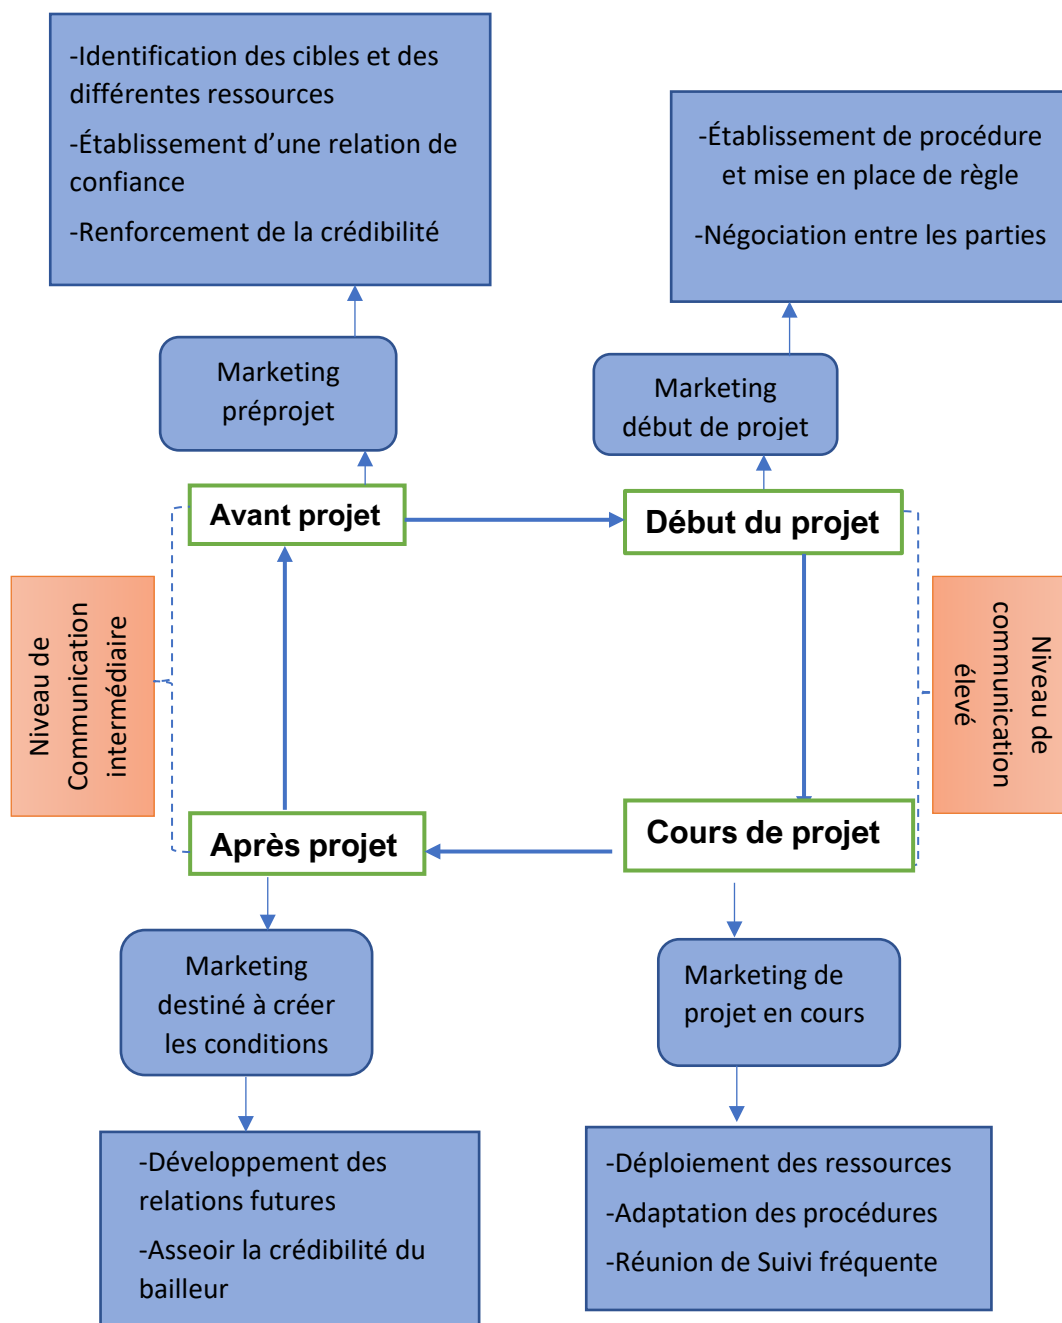 -Identification des cibles et des
différentes ressources
-Établissement d’une relation de
confiance
-Renforcement de la crédibilité
-Établissement de procédure
et mise en place de règle
-Négociation entre les parties
Marketing
préprojet
Marketing
début de projet
Avant projet
Début du projet
Niveau de
Communication
intermédiaire
Niveau de
communication
élevé
Après projet
Cours de projet
Marketing
destiné à créer
les conditions
Marketing de
projet en cours
-Développement des
relations futures
-Asseoir la crédibilité du
bailleur
-Déploiement des ressources
-Adaptation des procédures
-Réunion de Suivi fréquente